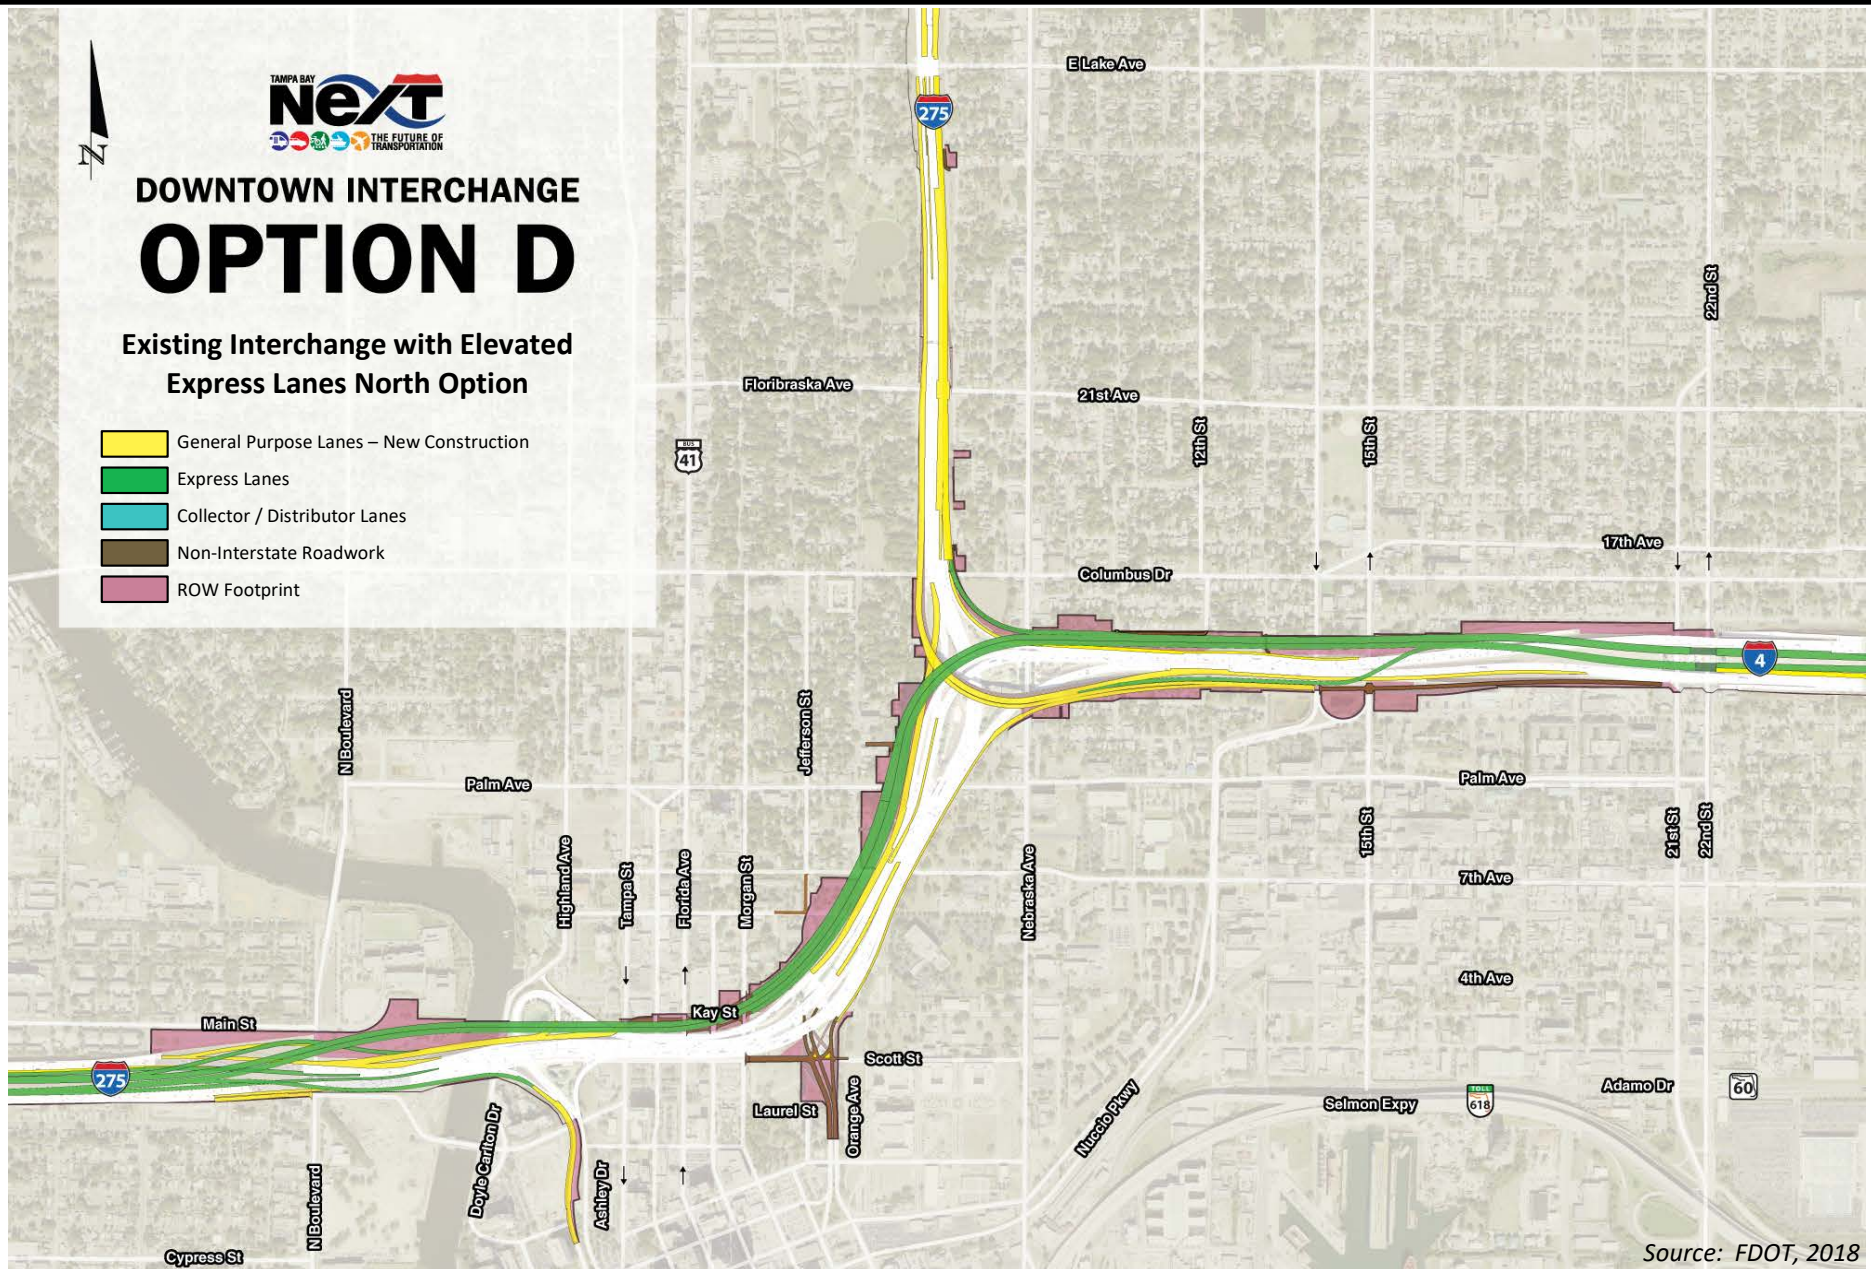 TAMPA BAY
NeXT
THE FUTURE OF
TRANSPORTATION
N
DOWNTOWN INTERCHANGE
OPTION D
Existing Interchange with Elevated
Express Lanes North Option
General Purpose Lanes – New Construction
Express Lanes
Collector / Distributor Lanes
Non-Interstate Roadwork
ROW Footprint
E Lake Ave
275
22nd St
Floribraska Ave
21st Ave
BUS
41
12th St
15th St
17th Ave
Columbus Dr
4
N Boulevard
Jefferson St
Palm Ave
Palm Ave
Highland Ave
Tampa St
Florida Ave
Morgan St
Nebraska Ave
15th St
21st St
22nd St
7th Ave
4th Ave
Main St
Kay St
275
Scott St
Laurel St
Orange Ave
Nuccio Pkwy
Selmon Expy
TOLL
618
Adamo Dr
60
N Boulevard
Doyle Carlton Dr
Ashley Dr
Cypress St
Source: FDOT, 2018